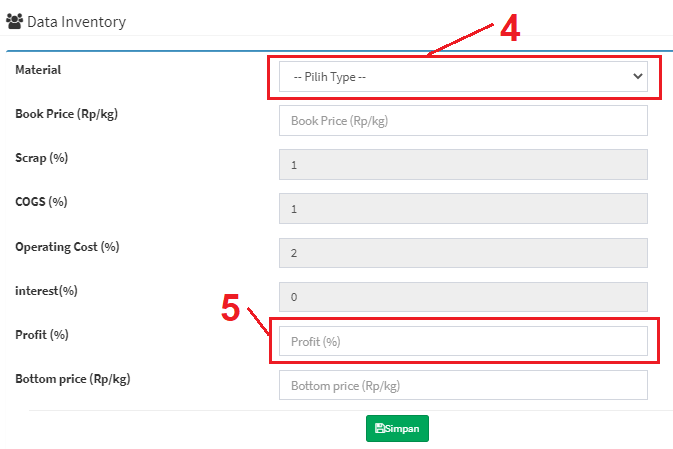 Data Inventory
4
Material
-- Pilih Type --
Book Price (Rp/kg)
Book Price (Rp/kg)
Scrap (%)
1
COGS (%)
1
Operating Cost (%)
2
interest(%)
0
5
Profit (%)
Profit (%)
Bottom price (Rp/kg)
Bottom price (Rp/kg)
Simpan